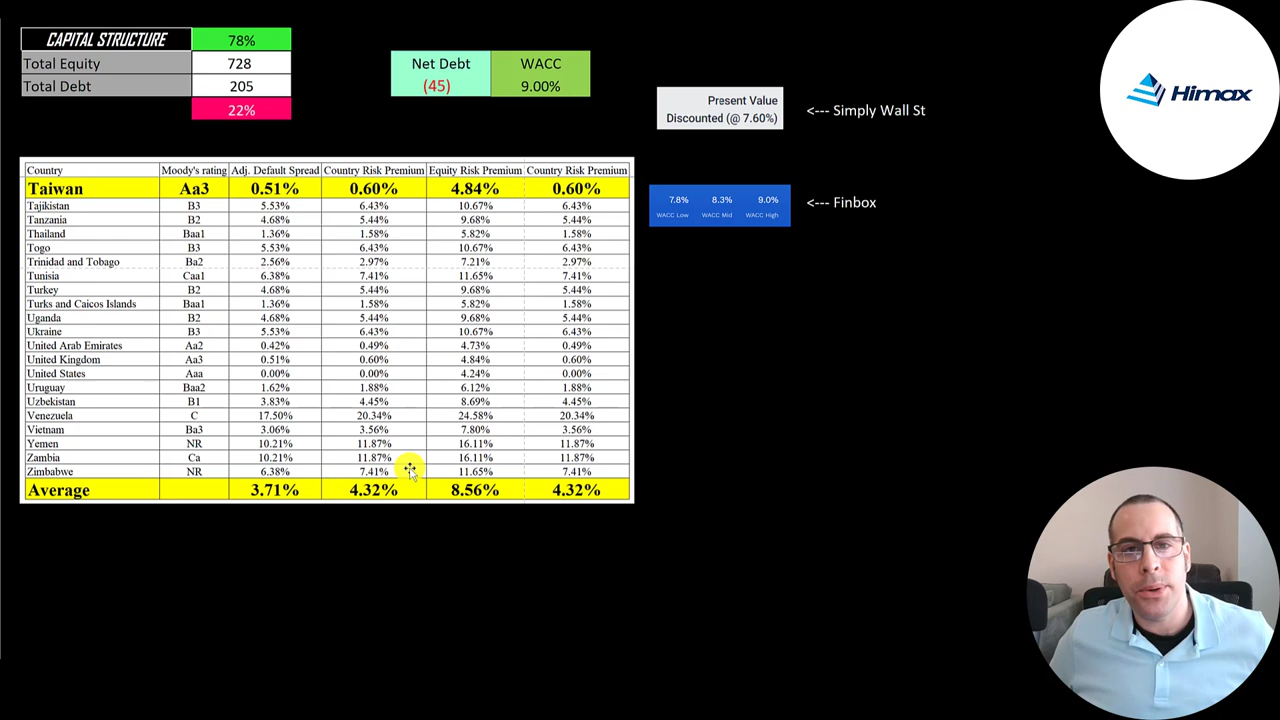 CAPITAL STRUCTURE 78%
Total Equity 728
Total Debt 205
22%
Net Debt WACC
(45) 9.00%
Present Value
Discounted (@ 7.60%)
<--- Simply Wall St
Himax
7.8% 8.3% 9.0%
WACC Low WACC Mid WACC High
<--- Finbox
Country Moody's rating Adj. Default Spread Country Risk Premium Equity Risk Premium Country Risk Premium
Taiwan Aa3 0.51% 0.60% 4.84% 0.60%
Tajikistan B3 5.53% 6.43% 10.67% 6.43%
Tanzania B2 4.68% 5.44% 9.68% 5.44%
Thailand Baa1 1.36% 1.58% 5.82% 1.58%
Togo B3 5.53% 6.43% 10.67% 6.43%
Trinidad and Tobago Ba2 2.56% 2.97% 7.21% 2.97%
Tunisia Caa1 6.38% 7.41% 11.65% 7.41%
Turkey B2 4.68% 5.44% 9.68% 5.44%
Turks and Caicos Islands Baa1 1.36% 1.58% 5.82% 1.58%
Uganda B2 4.68% 5.44% 9.68% 5.44%
Ukraine B3 5.53% 6.43% 10.67% 6.43%
United Arab Emirates Aa2 0.42% 0.49% 4.73% 0.49%
United Kingdom Aa3 0.51% 0.60% 4.84% 0.60%
United States Aaa 0.00% 0.00% 4.24% 0.00%
Uruguay Baa2 1.62% 1.88% 6.12% 1.88%
Uzbekistan B1 3.83% 4.45% 8.69% 4.45%
Venezuela C 17.50% 20.34% 24.58% 20.34%
Vietnam Ba3 3.06% 3.56% 7.80% 3.56%
Yemen NR 10.21% 11.87% 16.11% 11.87%
Zambia Ca 10.21% 11.87% 16.11% 11.87%
Zimbabwe NR 6.38% 7.41% 11.65% 7.41%
Average 3.71% 4.32% 8.56% 4.32%